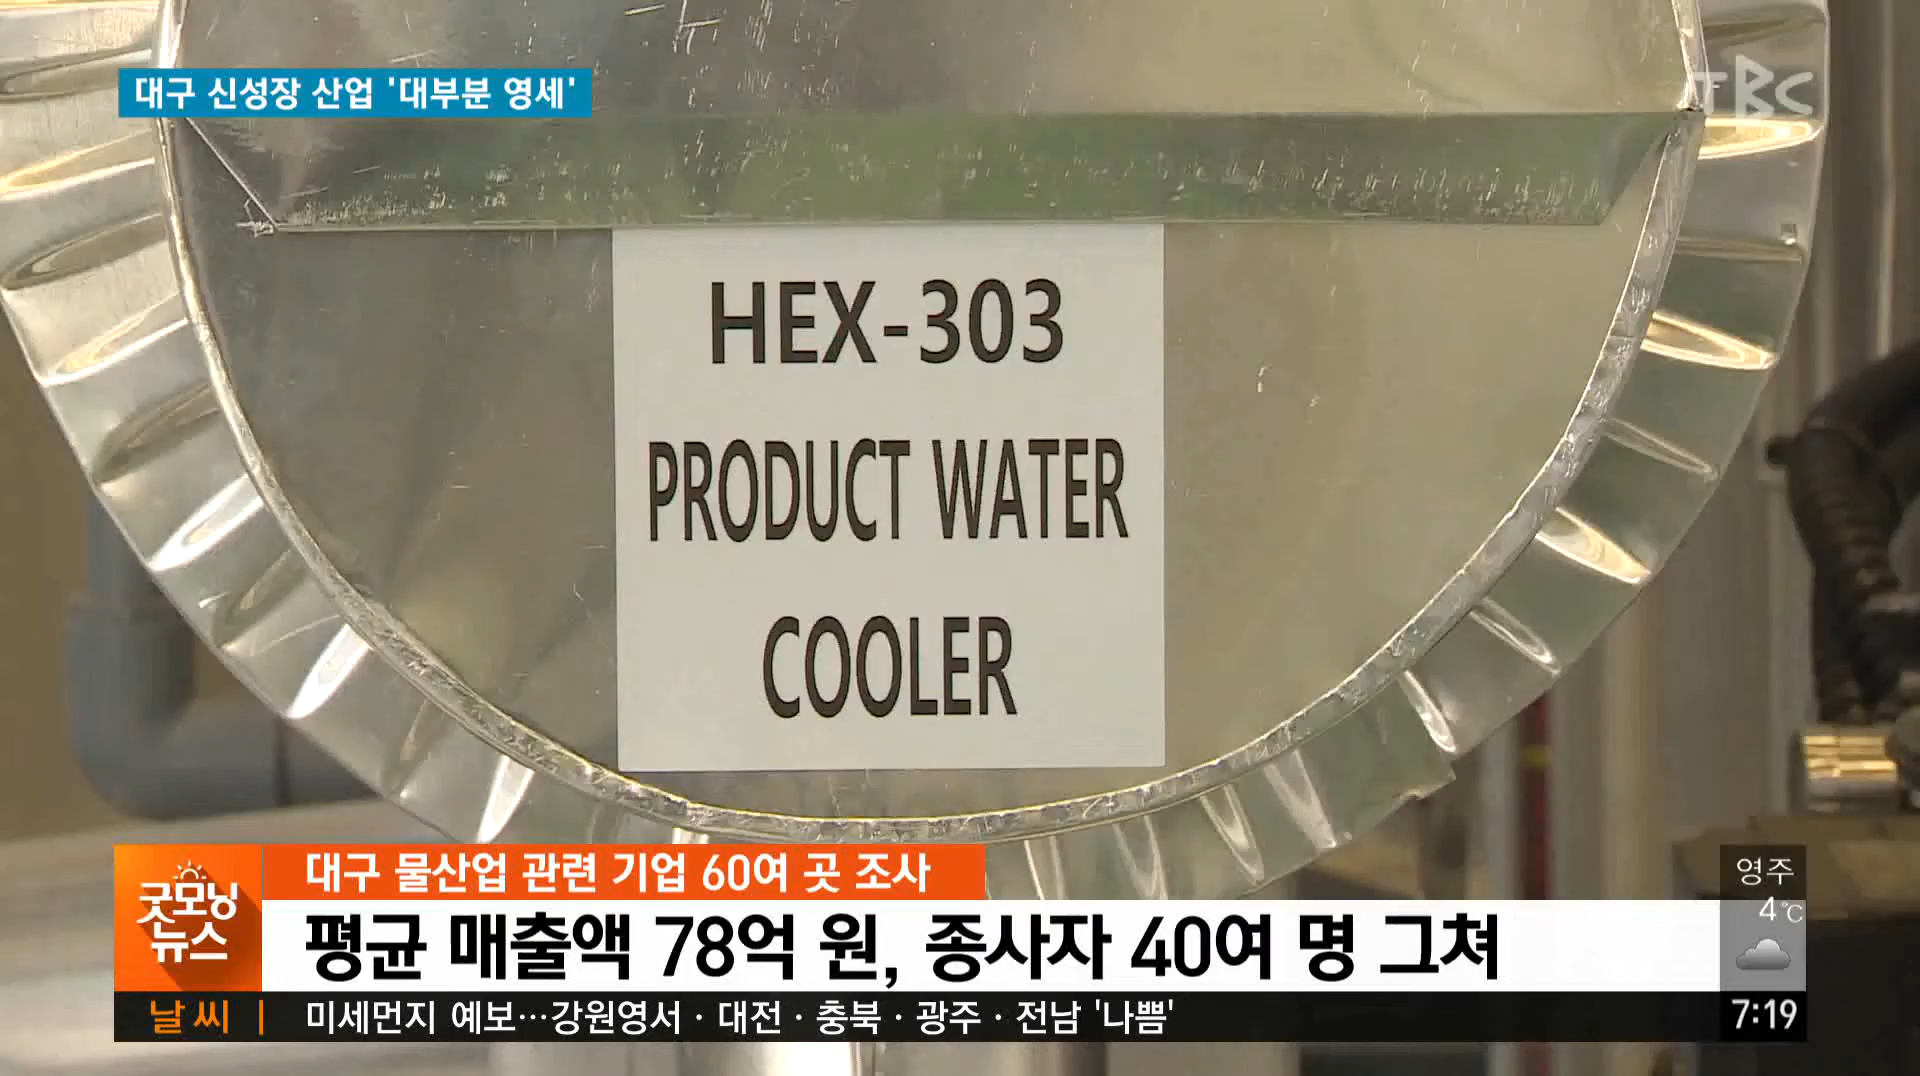 대구 신성장 산업 '대부분 영세'
TBC
HEX-303
PRODUCT WATER
COOLER
대구 물산업 관련 기업 60여 곳 조사
굿모닝
뉴스
평균 매출액 78억 원, 종사자 40여 명 그쳐
영주
4℃
날씨 | 미세먼지 예보…강원영서·대전·충북·광주·전남 '나쁨'
7:19